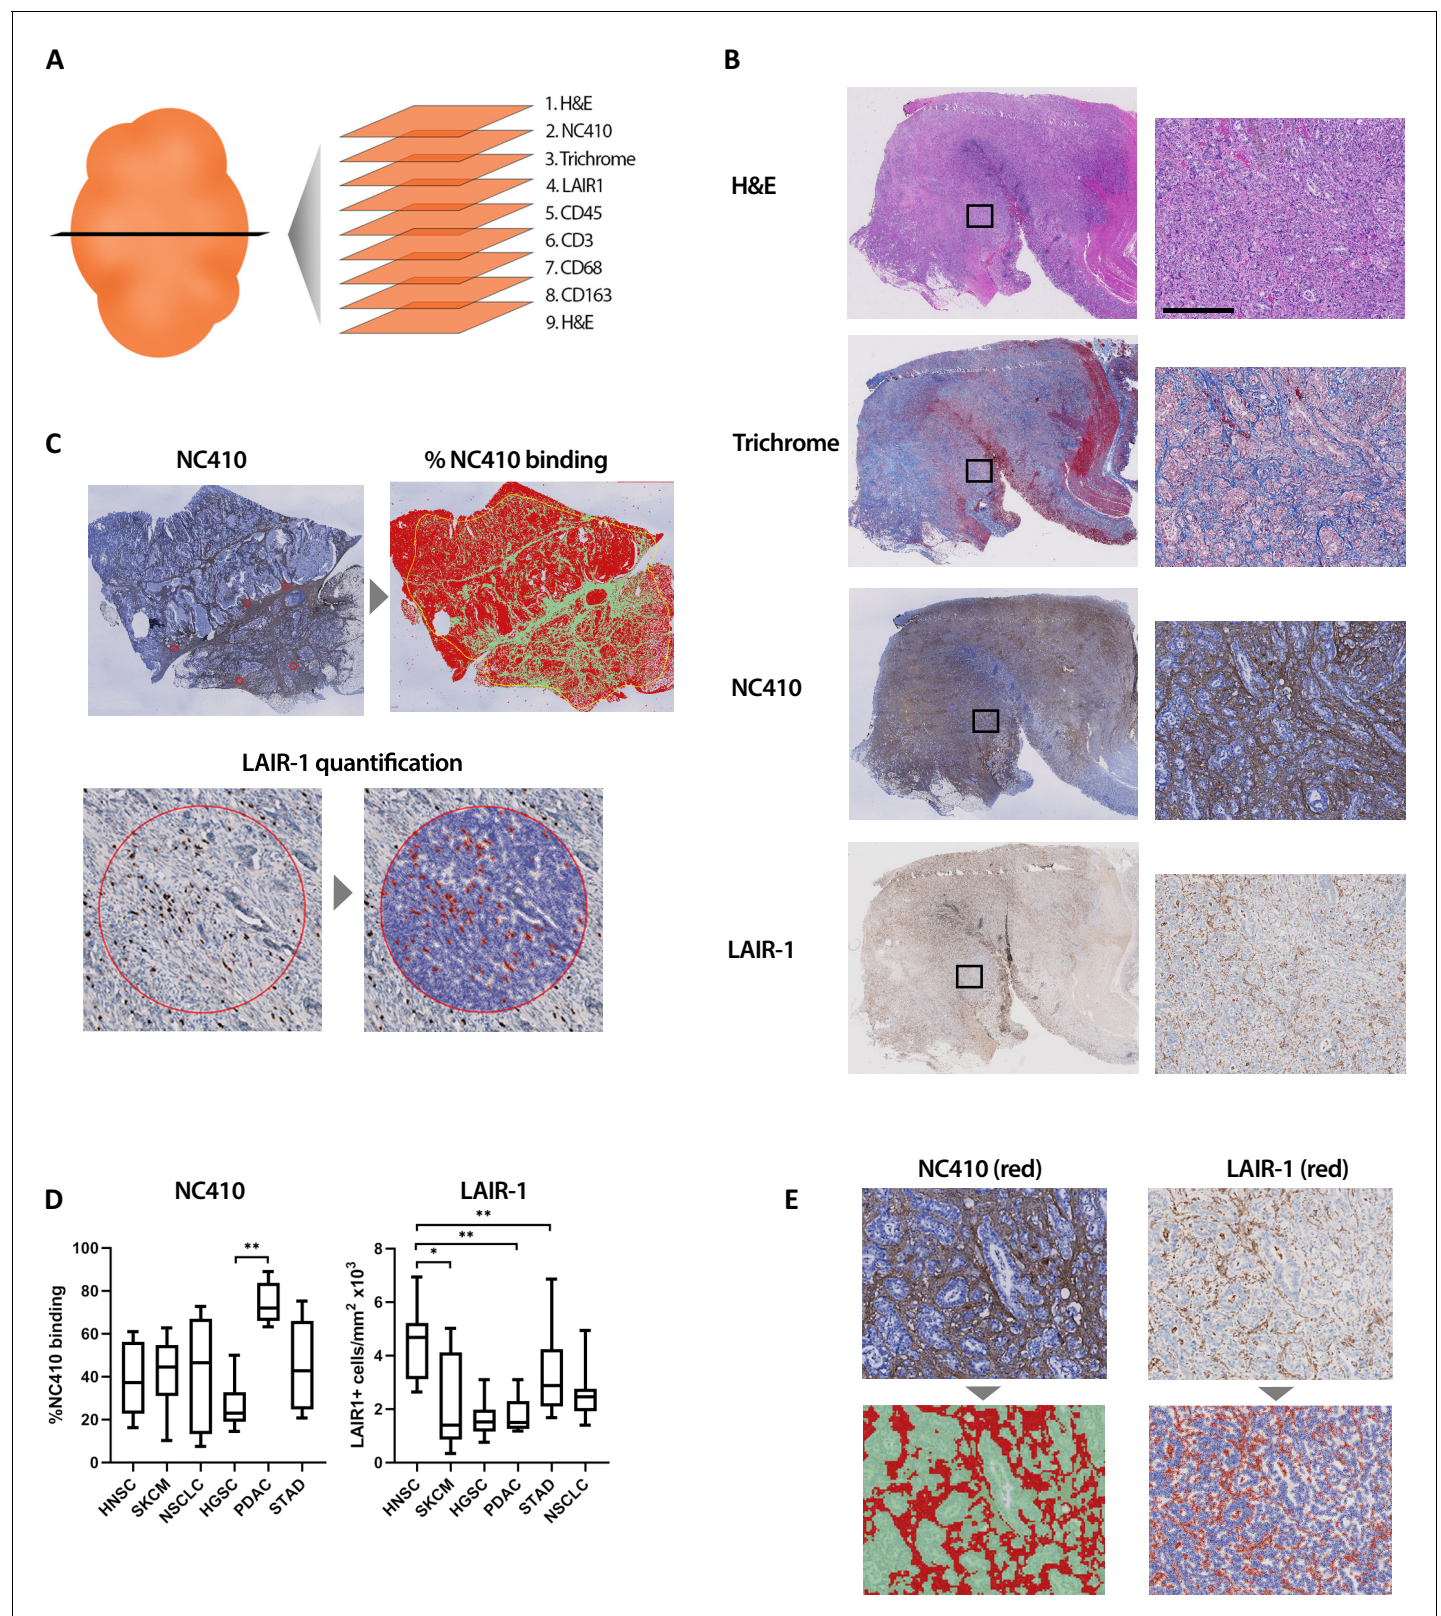 A
1. H&E
2. NC410
3. Trichrome
4. LAIR1
5. CD45
6. CD3
7. CD68
8. CD163
9. H&E
B
H&E
Trichrome
NC410
LAIR-1
C
NC410
% NC410 binding
LAIR-1 quantification
D
NC410
%NC410 binding
100
80
60
40
20
0
**
HNSC
SKCM
NSCLC
HGSC
PDAC
STAD
LAIR-1
LAIR1+ cells/mm² x10³
8
6
4
2
0
**
**
*
HNSC
SKCM
HGSC
PDAC
STAD
NSCLC
E
NC410 (red)
LAIR-1 (red)